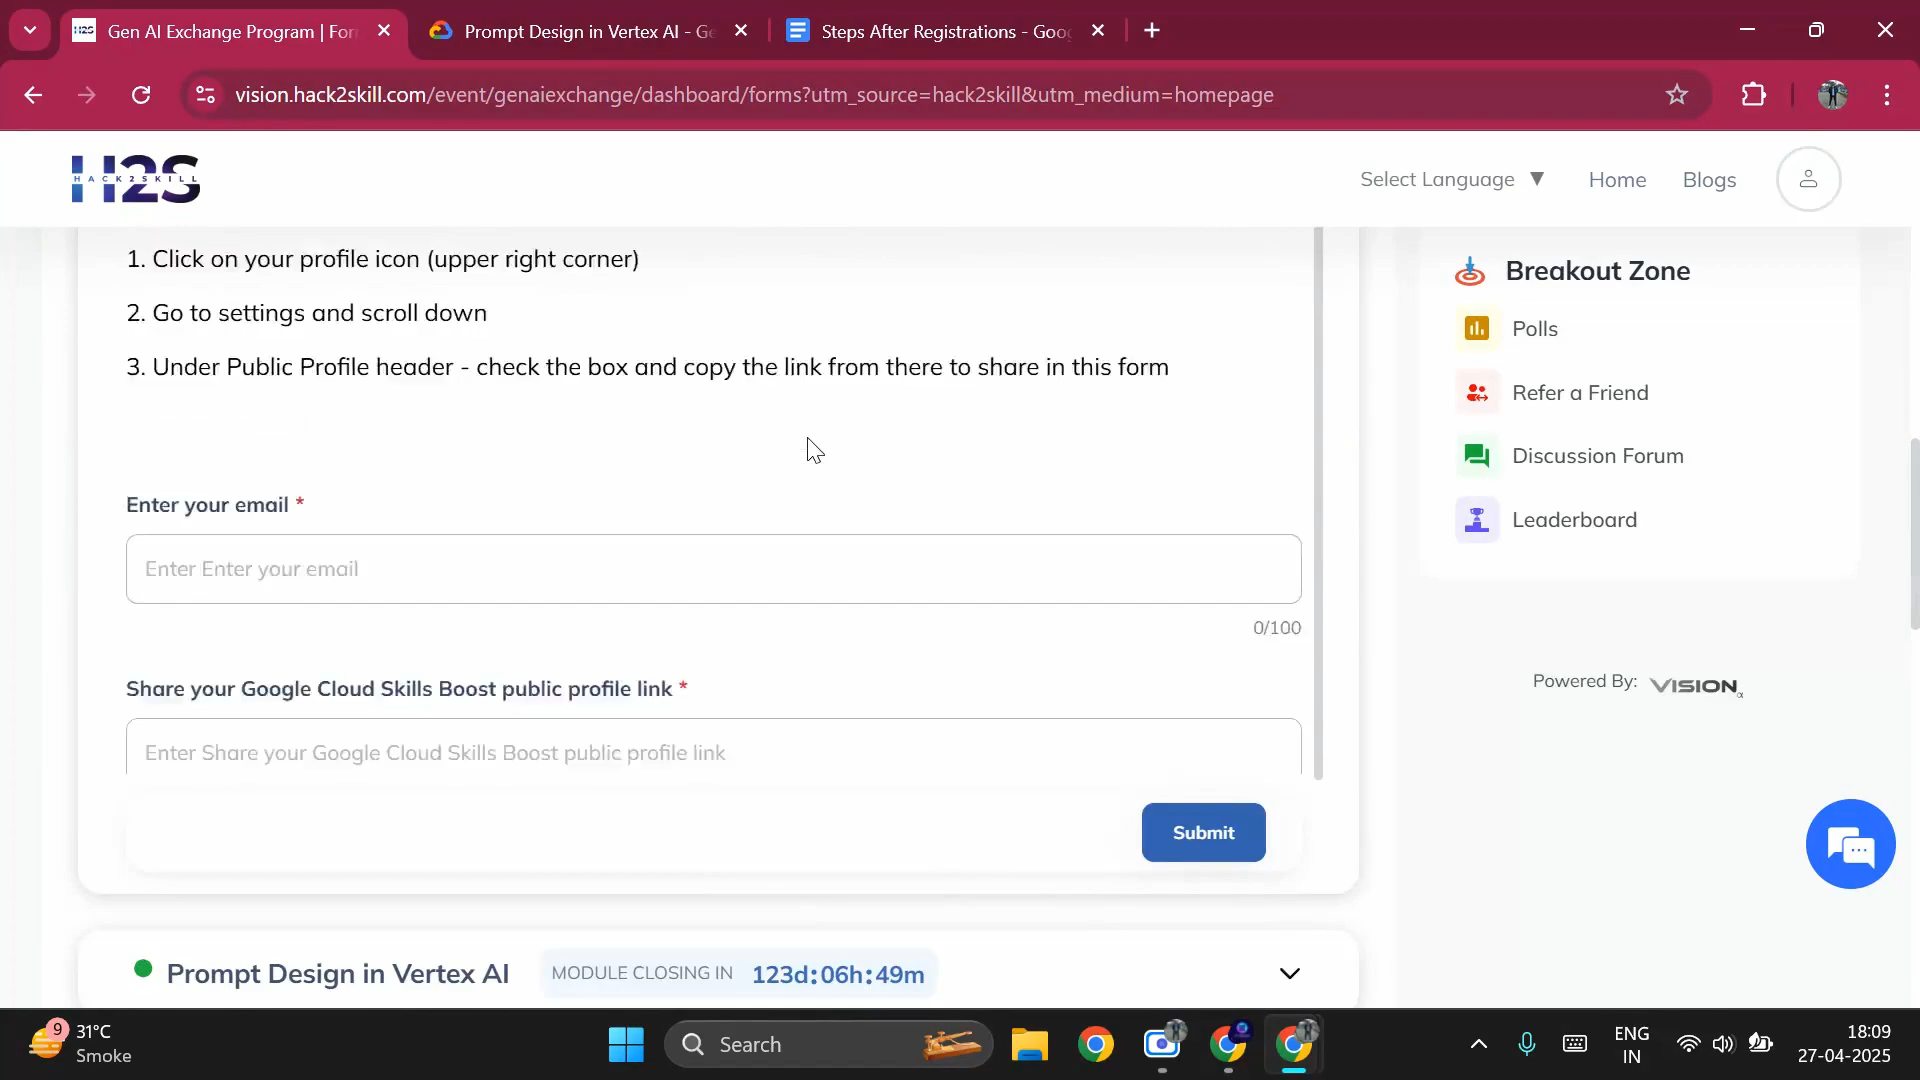 H2S Gen AI Exchange Program | For
Prompt Design in Vertex AI - Go
Steps After Registrations - Goo
vision.hack2skill.com/event/genaiexchange/dashboard/forms?utm_source=hack2skill&utm_medium=homepage
H2S
HACK2SKILL
Select Language ▼
Home
Blogs
1. Click on your profile icon (upper right corner)
2. Go to settings and scroll down
3. Under Public Profile header - check the box and copy the link from there to share in this form
Enter your email *
Enter Enter your email
0/100
Share your Google Cloud Skills Boost public profile link *
Enter Share your Google Cloud Skills Boost public profile link
Submit
Prompt Design in Vertex AI
MODULE CLOSING IN 123d:06h:49m
Breakout Zone
Polls
Refer a Friend
Discussion Forum
Leaderboard
Powered By: VISION
9
31°C
Smoke
Search
ENG
IN
18:09
27-04-2025